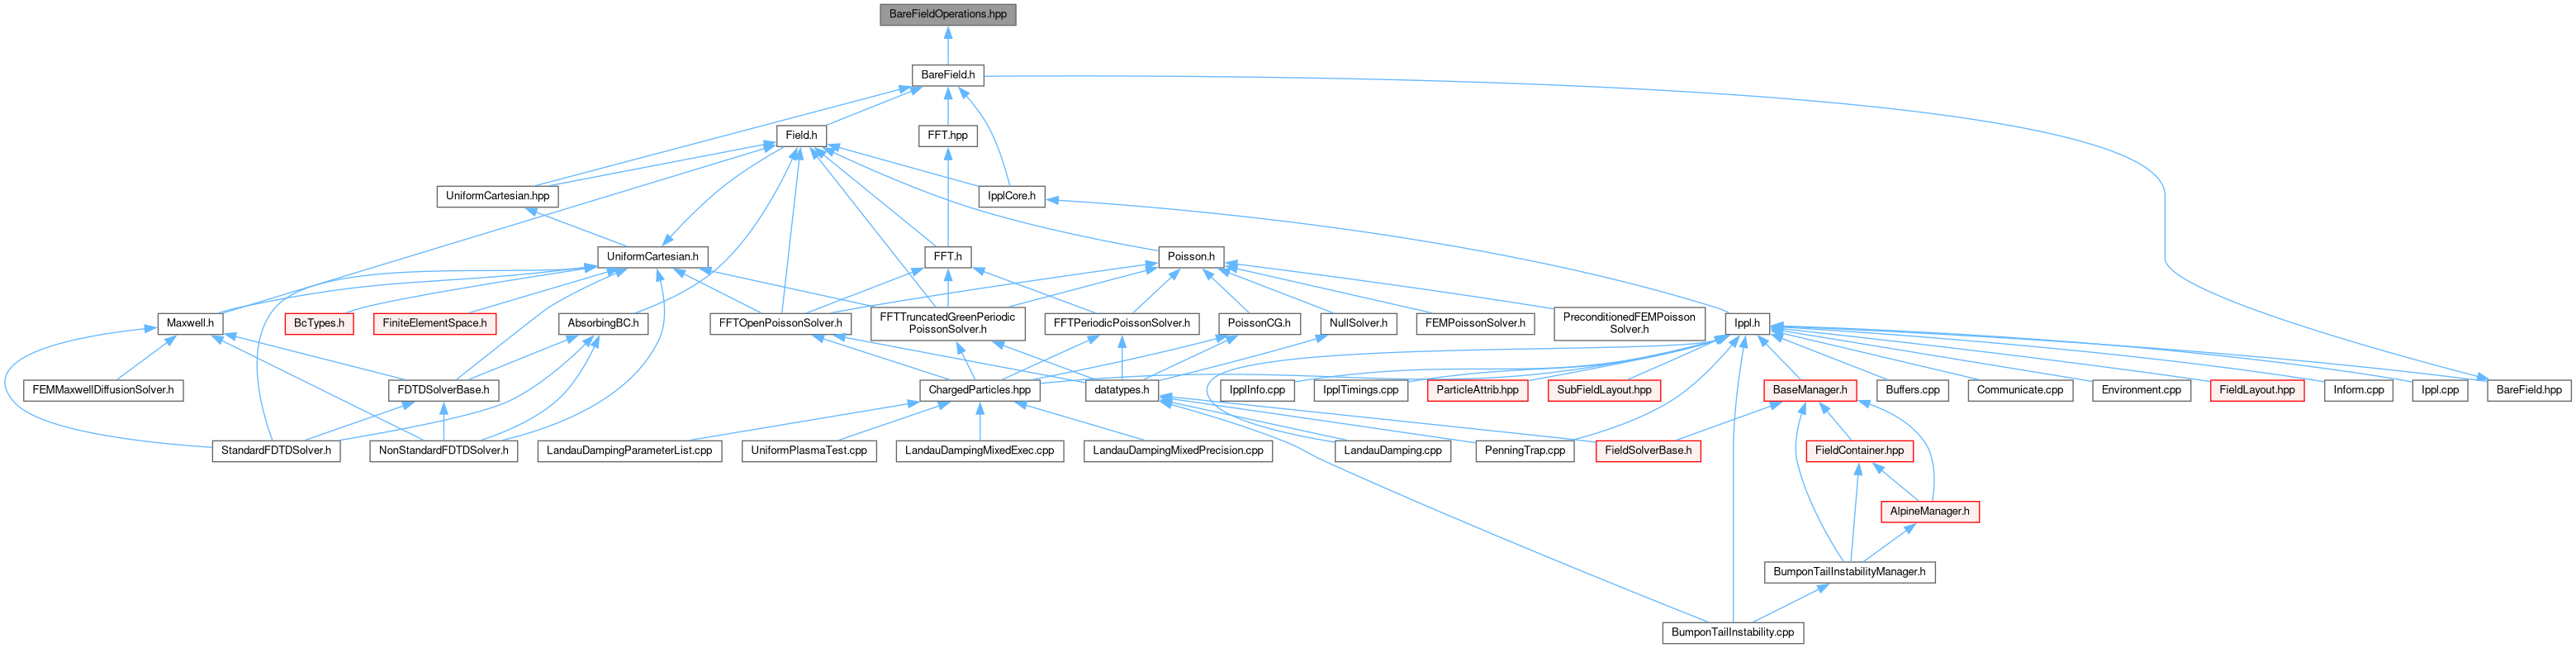 BareFieldOperations.hpp
BareField.h
Field.h
FFT.hpp
UniformCartesian.hpp
IpplCore.h
UniformCartesian.h
FFT.h
Poisson.h
Maxwell.h
BcTypes.h
FiniteElementSpace.h
AbsorbingBC.h
FFTOpenPoissonSolver.h
FFTTruncatedGreenPeriodic
PoissonSolver.h
FFTPeriodicPoissonSolver.h
PoissonCG.h
NullSolver.h
FEMPoissonSolver.h
PreconditionedFEMPoisson
Solver.h
Ippl.h
FEMMaxwellDiffusionSolver.h
FDTDSolverBase.h
ChargedParticles.hpp
datatypes.h
IpplInfo.cpp
IpplTimings.cpp
ParticleAttrib.hpp
SubFieldLayout.hpp
BaseManager.h
Buffers.cpp
Communicate.cpp
Environment.cpp
FieldLayout.hpp
Inform.cpp
Ippl.cpp
BareField.hpp
StandardFDTDSolver.h
NonStandardFDTDSolver.h
LandauDampingParameterList.cpp
UniformPlasmaTest.cpp
LandauDampingMixedExec.cpp
LandauDampingMixedPrecision.cpp
LandauDamping.cpp
PenningTrap.cpp
FieldSolverBase.h
FieldContainer.hpp
AlpineManager.h
BumponTailInstabilityManager.h
BumponTailInstability.cpp